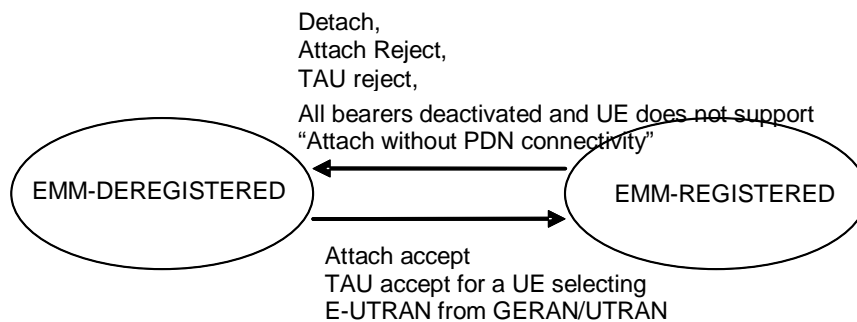 Detach,
Attach Reject,
TAU reject,
All bearers deactivated and UE does not support
“Attach without PDN connectivity”
EMM-DEREGISTERED
EMM-REGISTERED
Attach accept
TAU accept for a UE selecting
E-UTRAN from GERAN/UTRAN